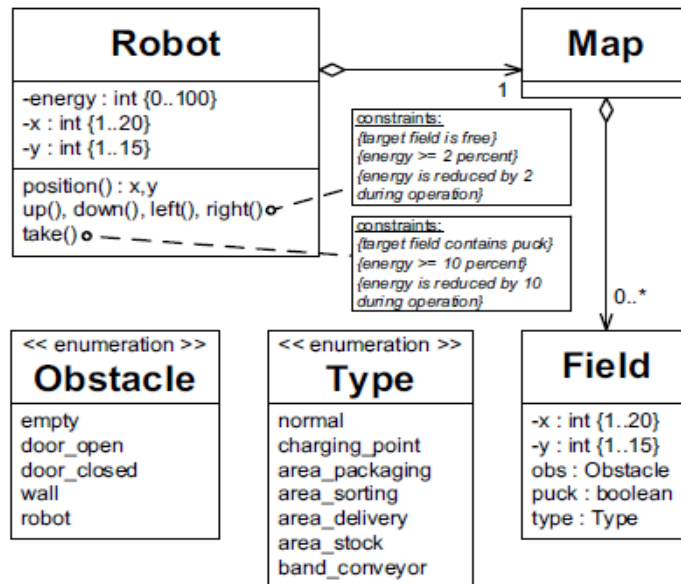 Robot
-energy : int {0..100}
-x : int {1..20}
-y : int {1..15}
position() : x,y
up(), down(), left(), right()
take()
Map
1
constraints:
{target field is free}
{energy >= 2 percent}
{energy is reduced by 2
during operation}
constraints:
{target field contains puck}
{energy >= 10 percent}
{energy is reduced by 10
during operation}
0..*
<< enumeration >>
Obstacle
empty
door_open
door_closed
wall
robot
<< enumeration >>
Type
normal
charging_point
area_packaging
area_sorting
area_delivery
area_stock
band_conveyor
Field
-x : int {1..20}
-y : int {1..15}
obs : Obstacle
puck : boolean
type : Type